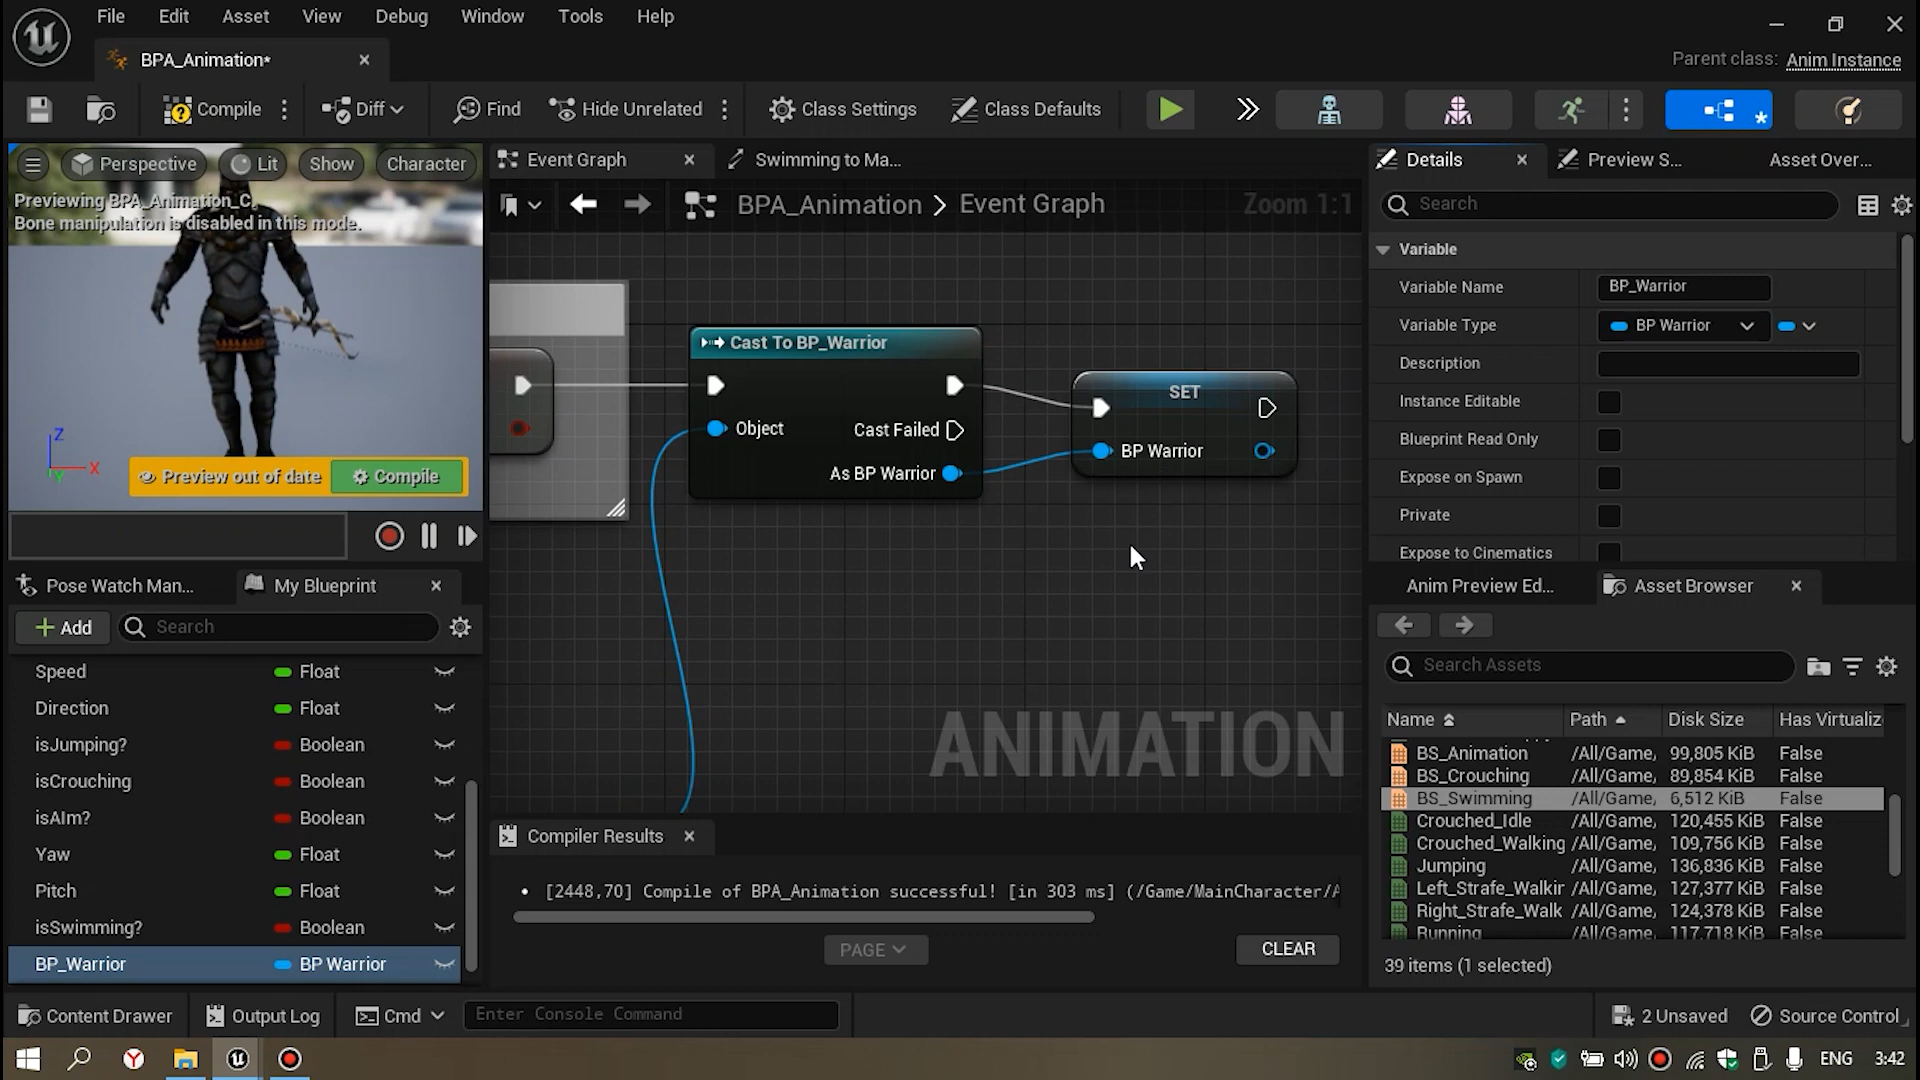 File Edit Asset View Debug Window Tools Help
BPA_Animation*
Parent class: Anim Instance
Compile Diff Find Hide Unrelated Class Settings Class Defaults
Perspective Lit Show Character
Previewing BPA_Animation_C.
Bone manipulation is disabled in this mode.
Z
X
Y
Preview out of date Compile
Event Graph Swimming to Ma...
BPA_Animation > Event Graph Zoom 1:1
Cast To BP_Warrior
Object
Cast Failed
As BP Warrior
SET
BP Warrior
ANIMATION
Details Preview S... Asset Over...
Search
Variable
Variable Name BP_Warrior
Variable Type BP Warrior
Description
Instance Editable
Blueprint Read Only
Expose on Spawn
Private
Expose to Cinematics
Pose Watch Man... My Blueprint
Add Search
Speed Float
Direction Float
isJumping? Boolean
isCrouching Boolean
isAIm? Boolean
Yaw Float
Pitch Float
isSwimming? Boolean
BP_Warrior BP Warrior
Compiler Results
• [2448,70] Compile of BPA_Animation successful! [in 303 ms] (/Game/MainCharacter/
PAGE CLEAR
Anim Preview Ed... Asset Browser
Search Assets
Name Path Disk Size Has Virtualiz
BS_Animation /All/Game, 99,805 KiB False
BS_Crouching /All/Game, 89,854 KiB False
BS_Swimming /All/Game, 6,512 KiB False
Crouched_Idle /All/Game, 120,455 KiB False
Crouched_Walking /All/Game, 109,756 KiB False
Jumping /All/Game, 136,836 KiB False
Left_Strafe_Walkir /All/Game, 127,377 KiB False
Right_Strafe_Walk /All/Game, 124,378 KiB False
Running /All/Game, 117,718 KiB False
39 items (1 selected)
Content Drawer Output Log Cmd Enter Console Command 2 Unsaved Source Control
ENG 3:42